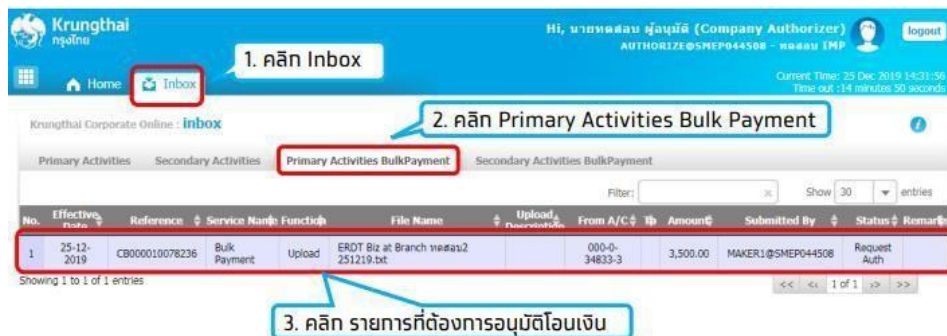 Krungthai
กรุงไทย
Hi, นายทดสอบ ผู้อนุมัติ (Company Authorizer)
AUTHORIZE@SMEP044508 - ทดสอบ IMP
logout
1. คลิก Inbox
Home
Inbox
Current Time: 25 Dec 2019 14:31:56
Time out :14 minutes 50 seconds
Krungthai Corporate Online : inbox
2. คลิก Primary Activities Bulk Payment
Primary Activities Secondary Activities Primary Activities BulkPayment Secondary Activities BulkPayment
Filter: Show 30 entries
No. Effective Date Reference Service Name Function File Name Upload Description From A/C To Amount Submitted By Status Remark
1 25-12-2019 CB000010078236 Bulk Payment Upload ERDT Biz at Branch ทดสอบ2 251219.txt 000-0-34833-3 3,500.00 MAKER1@SMEP044508 Request Auth
Showing 1 to 1 of 1 entries
<< < 1 of 1 > >>
3. คลิก รายการที่ต้องการอนุมัติโอนเงิน